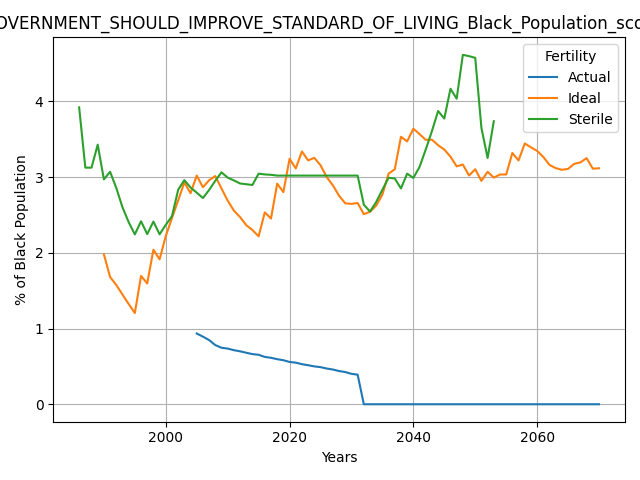 OVERNMENT_SHOULD_IMPROVE_STANDARD_OF_LIVING_Black_Population_sco
Fertility
Actual
Ideal
Sterile
% of Black Population
4
3
2
1
0
2000 2020 2040 2060
Years